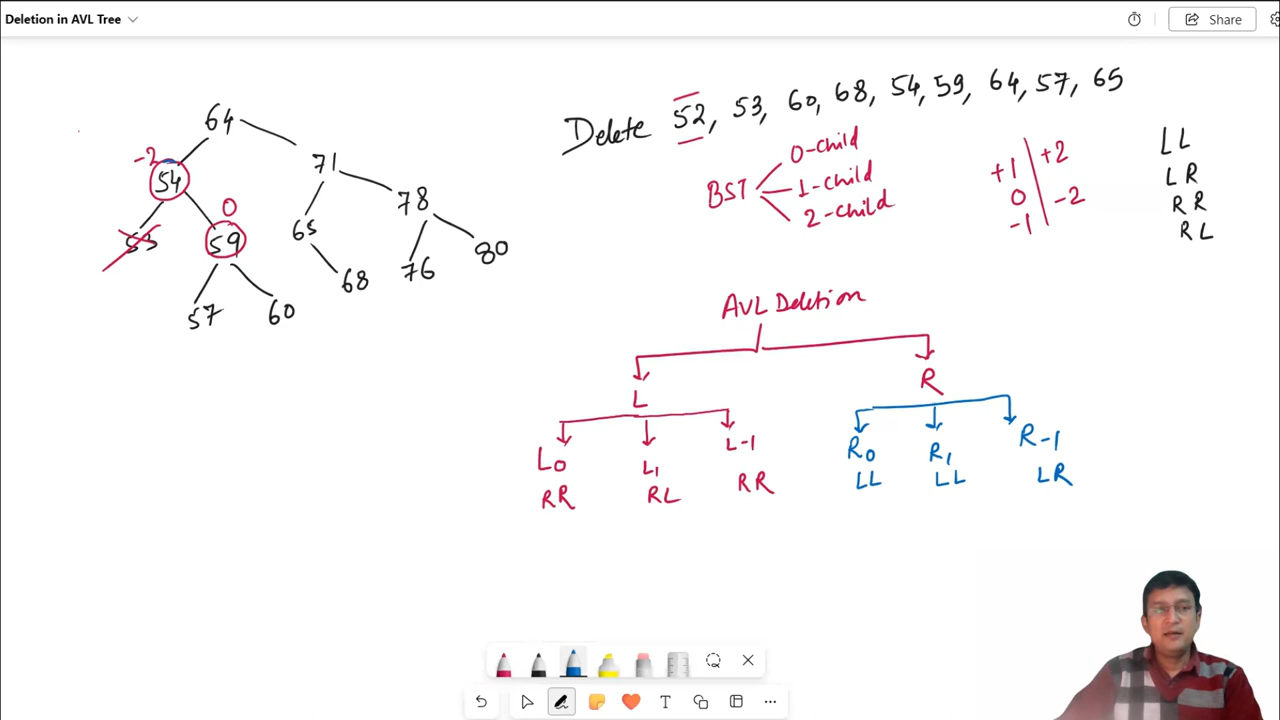 Deletion in AVL Tree
Share
Delete 52, 53, 60, 68, 54, 59, 64, 57, 65
64
-2
54
71
0
53
59
65
78
57
60
68
76
80
BST
0-child
1-child
2-child
+1
+2
0
-2
-1
LL
LR
RR
RL
AVL Deletion
L
R
L0
L1
L-1
RR
RL
RR
R0
R1
R-1
LL
LL
LR
T